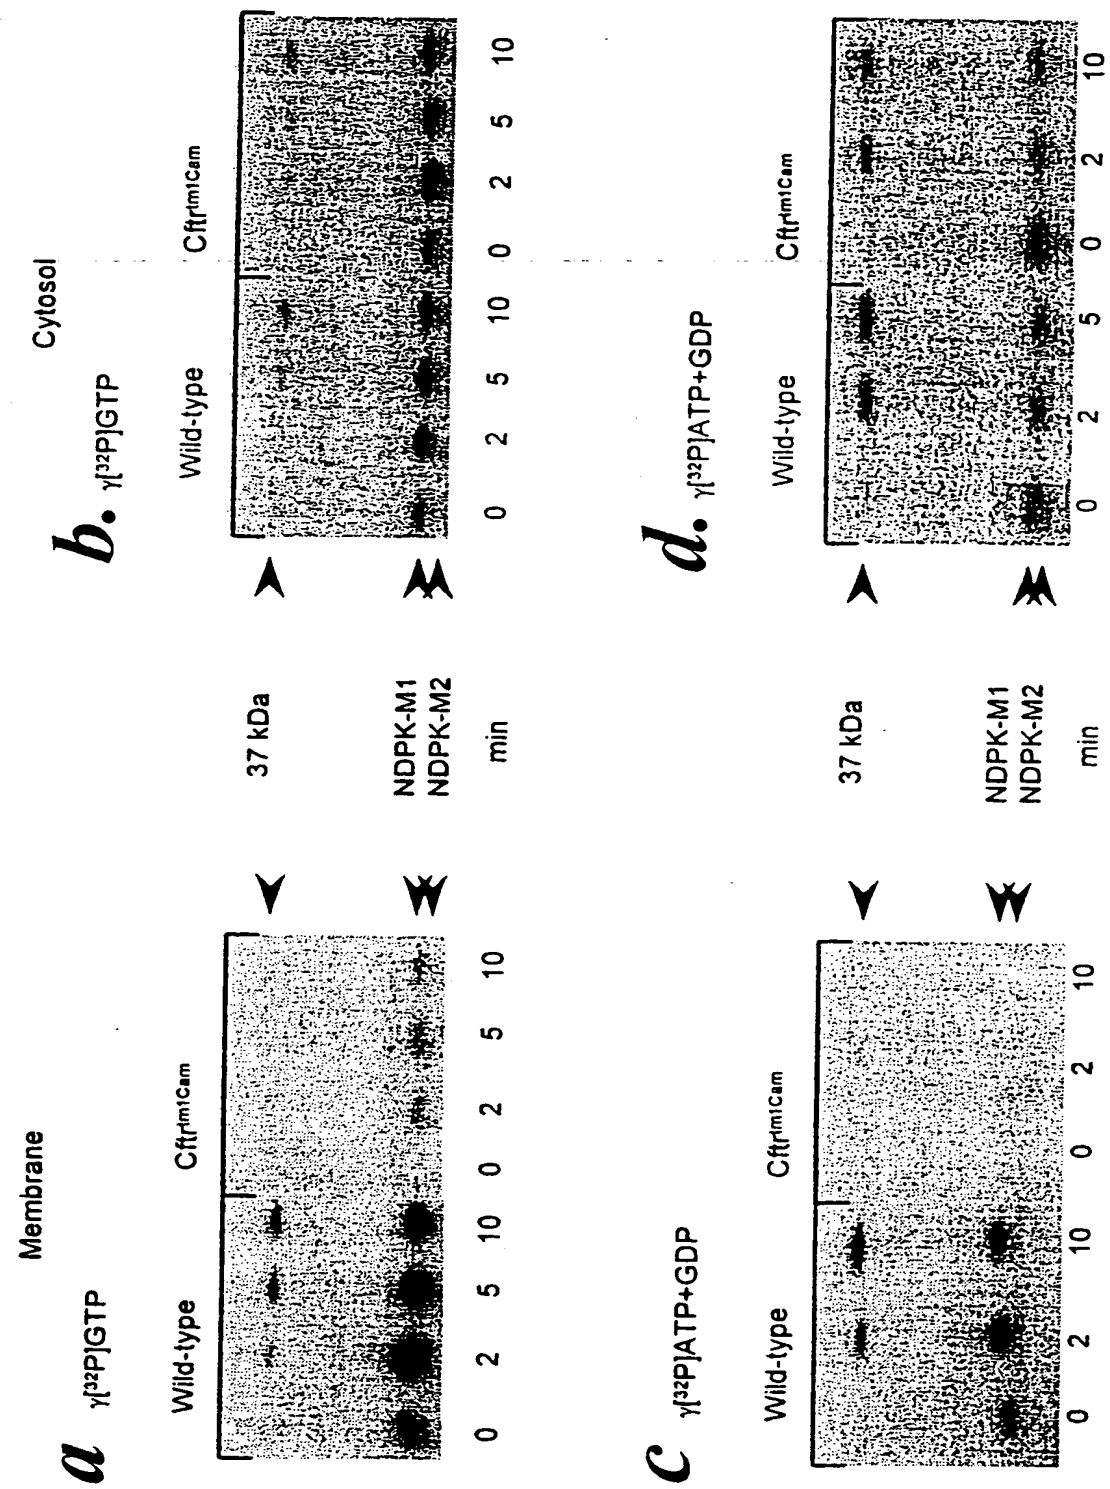 Membrane
Cytosol
a γ[³²P]GTP
b. γ[³²P]GTP
Wild-type Cftrᵗᵐ¹ᶜᵃᵐ
Wild-type Cftrᵗᵐ¹ᶜᵃᵐ
37 kDa
NDPK-M1
NDPK-M2
0 2 5 10 0 2 5 10
min
0 2 5 10 0 2 5 10
c γ[³²P]ATP+GDP
d. γ[³²P]ATP+GDP
Wild-type Cftrᵗᵐ¹ᶜᵃᵐ
Wild-type Cftrᵗᵐ¹ᶜᵃᵐ
37 kDa
NDPK-M1
NDPK-M2
0 2 10 0 2 10
min
0 2 5 0 2 10